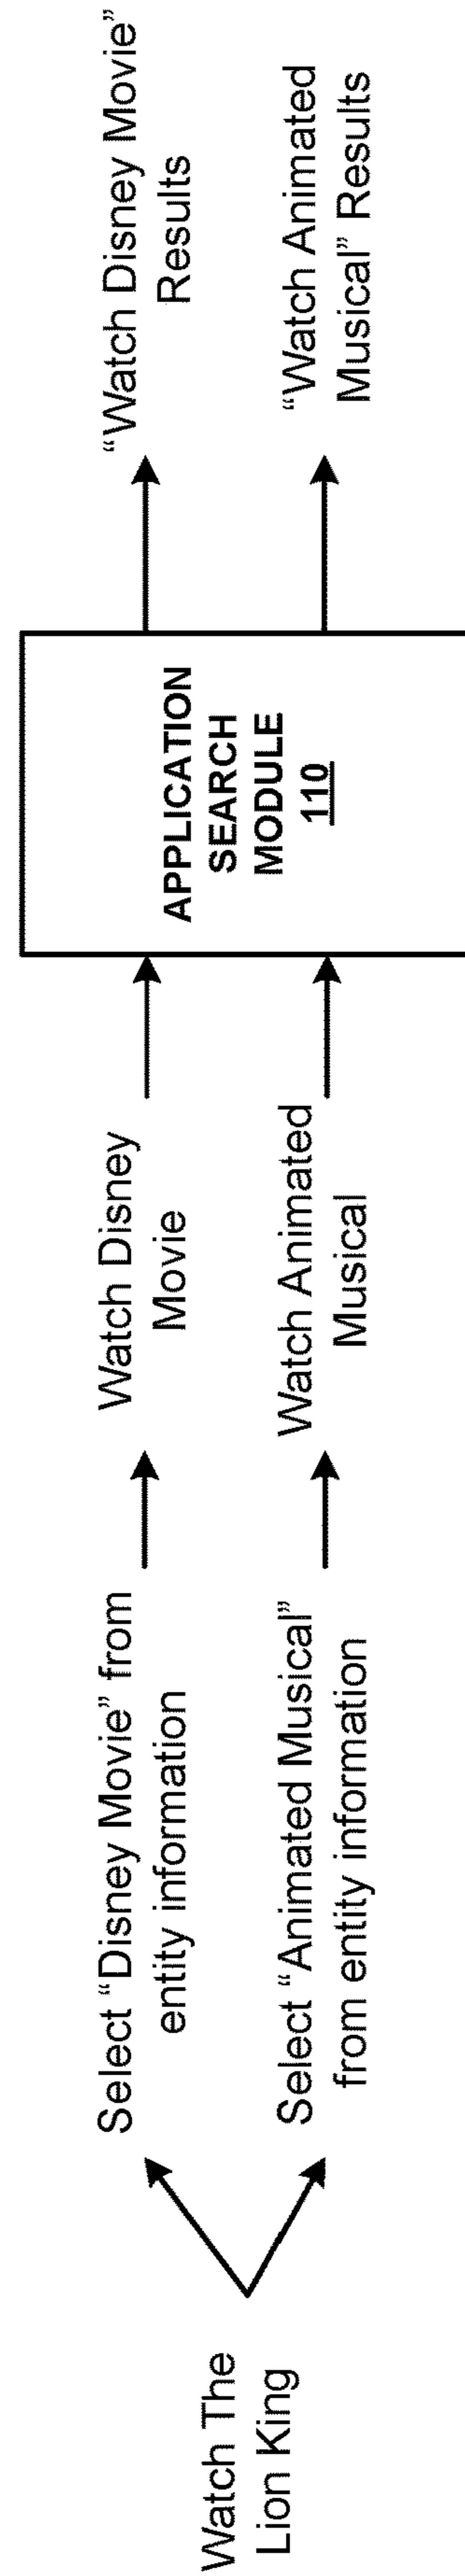 Watch The
Lion King
Select “Disney Movie” from
entity information
Select “Animated Musical”
from entity information
Watch Disney
Movie
Watch Animated
Musical
APPLICATION
SEARCH
MODULE
110
“Watch Disney Movie”
Results
“Watch Animated
Musical” Results